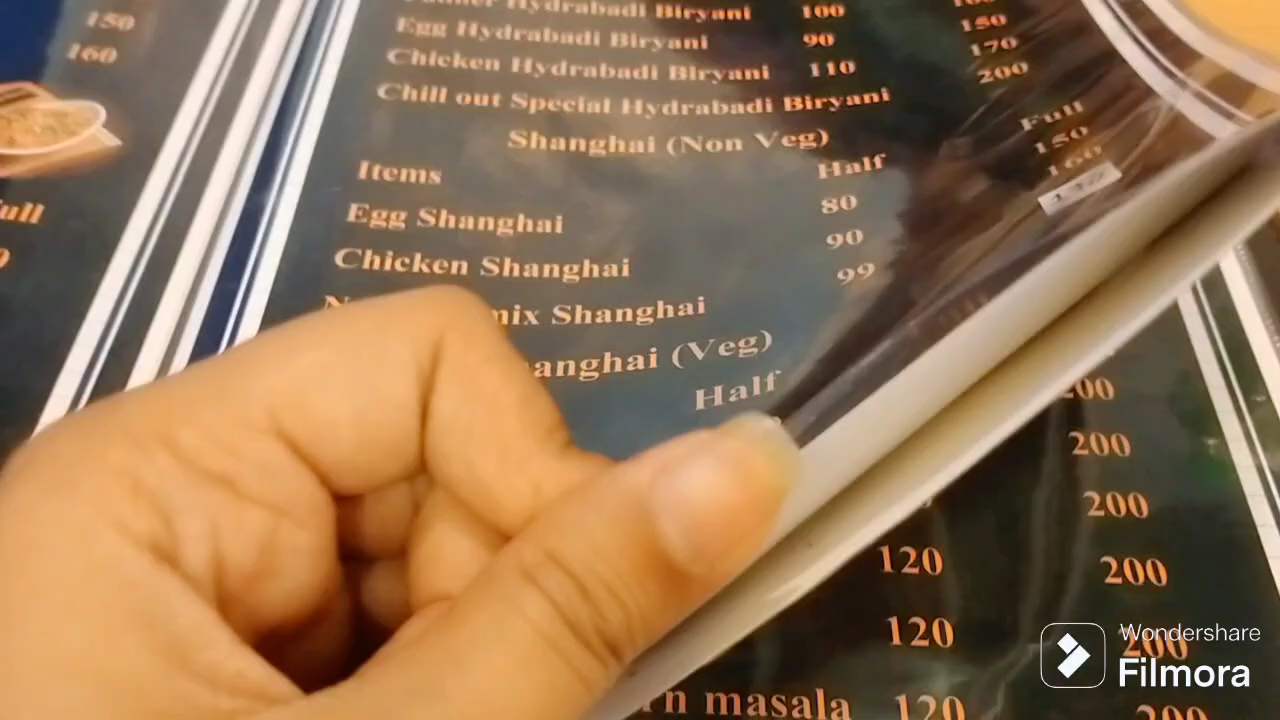 150
160
ull
Hydrabadi Biryani 100
Egg Hydrabadi Biryani 90 150
Chicken Hydrabadi Biryani 110 170
Chill out Special Hydrabadi Biryani 200
Shanghai (Non Veg)
Items Half Full
Egg Shanghai 80 150
Chicken Shanghai 90 160
mix Shanghai 99
anghai (Veg)
Half
200
200
200
120 200
120 200
n masala 120 200
Wondershare
Filmora